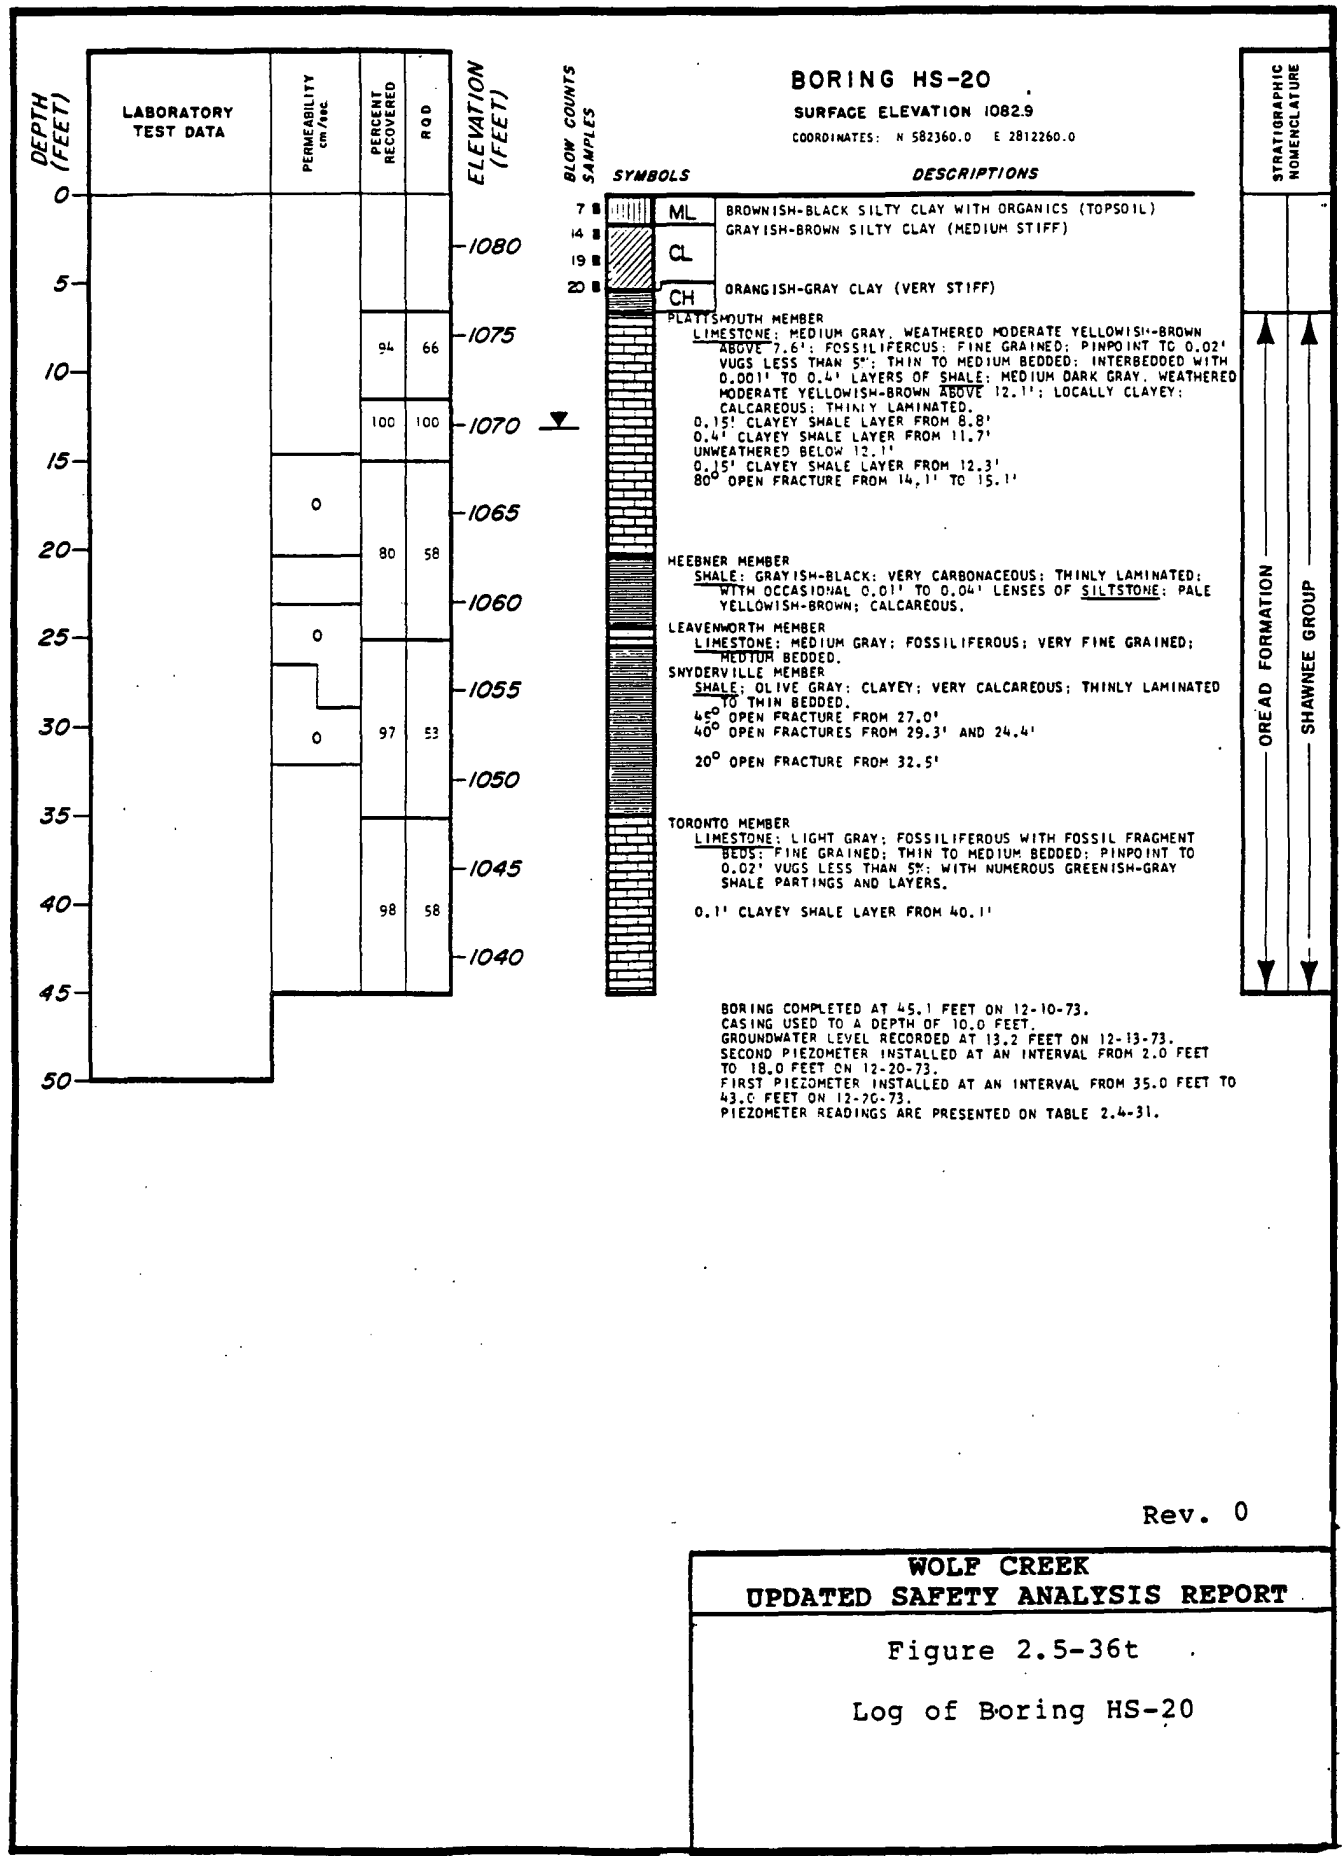 DEPTH
(FEET)
LABORATORY
TEST DATA
PERMEABILITY
cm/sec.
PERCENT
RECOVERED
RQD
ELEVATION
(FEET)
BLOW COUNTS
SAMPLES
BORING HS-20
SURFACE ELEVATION 1082.9
COORDINATES: N 582360.0 E 2812260.0
SYMBOLS
DESCRIPTIONS
STRATIGRAPHIC
NOMENCLATURE
0
5
10
15
20
25
30
35
40
45
50
0
0
0
94 66
100 100
80 58
97 53
98 58
1080
1075
1070
1065
1060
1055
1050
1045
1040
7
14
19
20
ML
CL
CH
BROWNISH-BLACK SILTY CLAY WITH ORGANICS (TOPSOIL)
GRAYISH-BROWN SILTY CLAY (MEDIUM STIFF)
ORANGISH-GRAY CLAY (VERY STIFF)
PLATTSMOUTH MEMBER
LIMESTONE; MEDIUM GRAY, WEATHERED MODERATE YELLOWISH-BROWN
ABOVE 7.6'; FOSSILIFEROUS; FINE GRAINED; PINPOINT TO 0.02'
VUGS LESS THAN 5%; THIN TO MEDIUM BEDDED; INTERBEDDED WITH
0.001' TO 0.4' LAYERS OF SHALE; MEDIUM DARK GRAY, WEATHERED
MODERATE YELLOWISH-BROWN ABOVE 12.1'; LOCALLY CLAYEY;
CALCAREOUS; THINLY LAMINATED.
0.15' CLAYEY SHALE LAYER FROM 8.8'
0.4' CLAYEY SHALE LAYER FROM 11.7'
UNWEATHERED BELOW 12.1'
0.15' CLAYEY SHALE LAYER FROM 12.3'
80° OPEN FRACTURE FROM 14.1' TO 15.1'
HEEBNER MEMBER
SHALE; GRAYISH-BLACK; VERY CARBONACEOUS; THINLY LAMINATED;
WITH OCCASIONAL 0.01' TO 0.04' LENSES OF SILTSTONE; PALE
YELLOWISH-BROWN; CALCAREOUS.
LEAVENWORTH MEMBER
LIMESTONE; MEDIUM GRAY; FOSSILIFEROUS; VERY FINE GRAINED;
MEDIUM BEDDED.
SNYDERVILLE MEMBER
SHALE; OLIVE GRAY; CLAYEY; VERY CALCAREOUS; THINLY LAMINATED
TO THIN BEDDED.
45° OPEN FRACTURE FROM 27.0'
40° OPEN FRACTURES FROM 29.3' AND 24.4'
20° OPEN FRACTURE FROM 32.5'
TORONTO MEMBER
LIMESTONE; LIGHT GRAY; FOSSILIFEROUS WITH FOSSIL FRAGMENT
BEDS; FINE GRAINED; THIN TO MEDIUM BEDDED; PINPOINT TO
0.02' VUGS LESS THAN 5%; WITH NUMEROUS GREENISH-GRAY
SHALE PARTINGS AND LAYERS.
0.1' CLAYEY SHALE LAYER FROM 40.1'
OREAD FORMATION
SHAWNEE GROUP
BORING COMPLETED AT 45.1 FEET ON 12-10-73.
CASING USED TO A DEPTH OF 10.0 FEET.
GROUNDWATER LEVEL RECORDED AT 13.2 FEET ON 12-13-73.
SECOND PIEZOMETER INSTALLED AT AN INTERVAL FROM 2.0 FEET
TO 18.0 FEET ON 12-20-73.
FIRST PIEZOMETER INSTALLED AT AN INTERVAL FROM 35.0 FEET TO
43.0 FEET ON 12-20-73.
PIEZOMETER READINGS ARE PRESENTED ON TABLE 2.4-31.
Rev. 0
WOLF CREEK
UPDATED SAFETY ANALYSIS REPORT
Figure 2.5-36t
Log of Boring HS-20